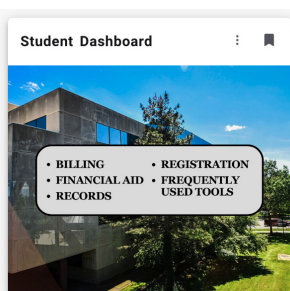 Student Dashboard
• BILLING
• FINANCIAL AID
• RECORDS
• REGISTRATION
• FREQUENTLY
USED TOOLS